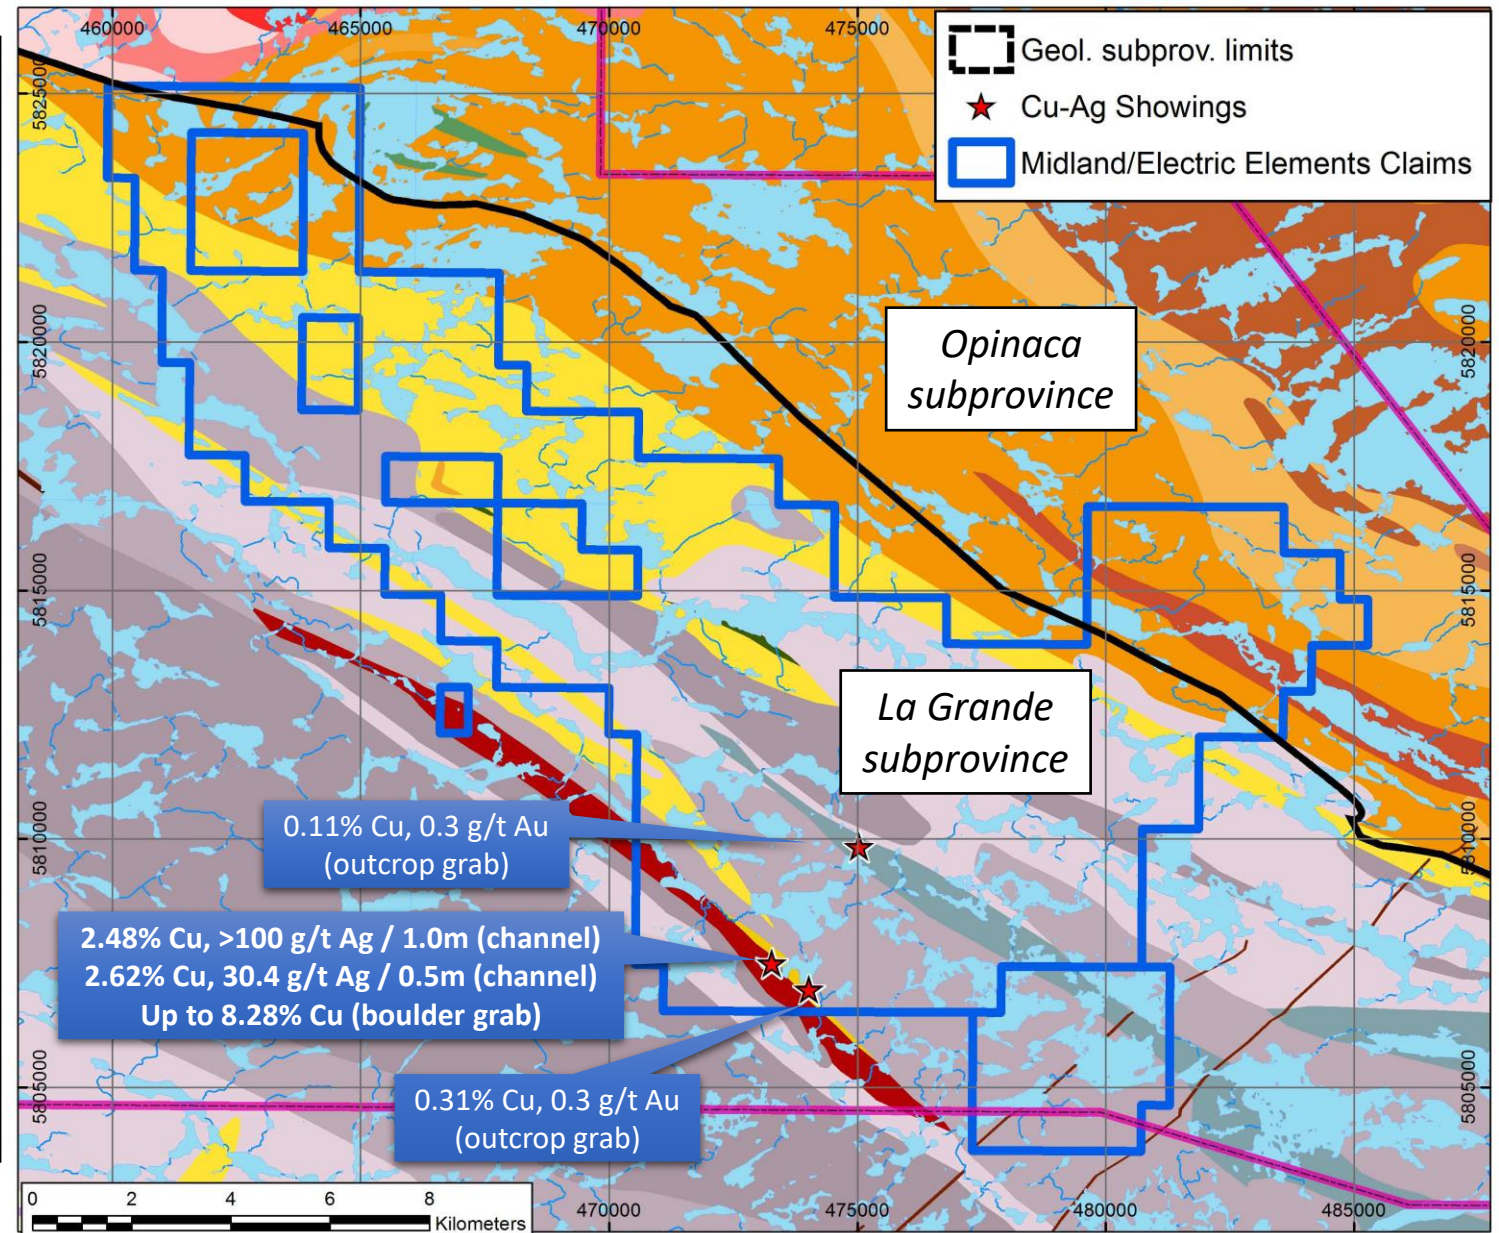 460000
465000
470000
475000
Geol. subprov. limits
Cu-Ag Showings
Midland/Electric Elements Claims
5825000
5820000
5820000
Opinaca
subprovince
5815000
5815000
La Grande
subprovince
0.11% Cu, 0.3 g/t Au
(outcrop grab)
5810000
5810000
2.48% Cu, >100 g/t Ag / 1.0m (channel)
2.62% Cu, 30.4 g/t Ag / 0.5m (channel)
Up to 8.28% Cu (boulder grab)
5805000
5805000
0.31% Cu, 0.3 g/t Au
(outcrop grab)
0 2 4 6 8
Kilometers
470000
475000
480000
485000